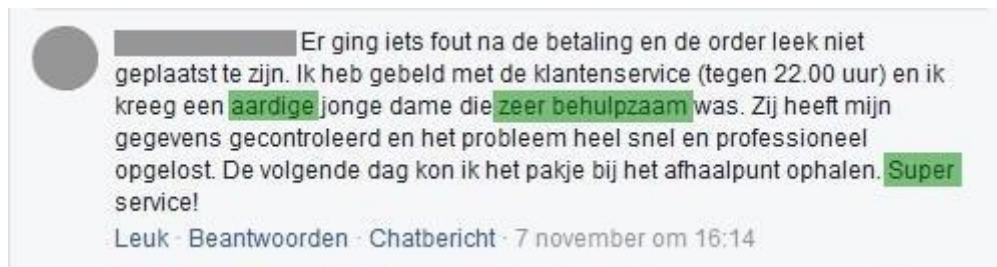 Er ging iets fout na de betaling en de order leek niet
geplaatst te zijn. Ik heb gebeld met de klantenservice (tegen 22.00 uur) en ik
kreeg een aardige jonge dame die zeer behulpzaam was. Zij heeft mijn
gegevens gecontroleerd en het probleem heel snel en professioneel
opgelost. De volgende dag kon ik het pakje bij het afhaalpunt ophalen. Super
service!
Leuk · Beantwoorden · Chatbericht · 7 november om 16:14